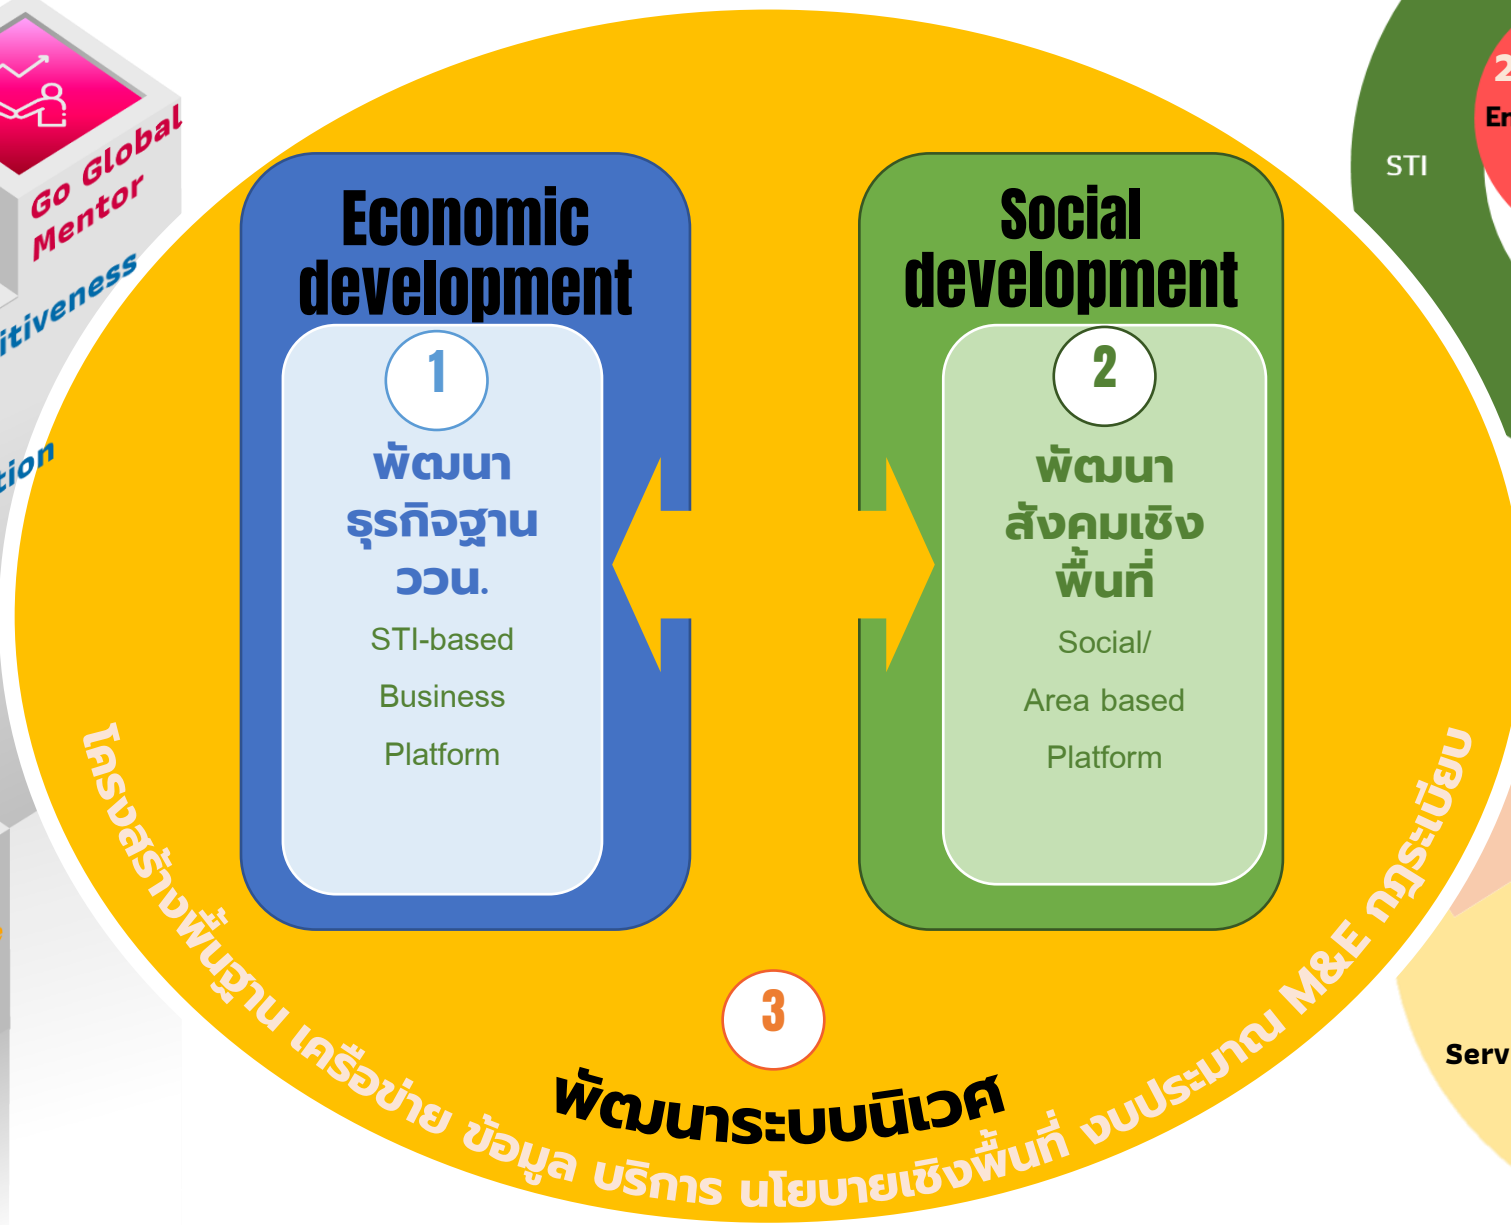 Go Global
Mentor
STI
Economic
development
1
พัฒนา
ธุรกิจฐาน
ววน.
STI-based
Business
Platform
Social
development
2
พัฒนา
สังคมเชิง
พื้นที่
Social/
Area based
Platform
3
พัฒนาระบบนิเวศ
โครงสร้างพื้นฐาน เครือข่าย ข้อมูล บริการ นโยบายเชิงพื้นที่ งบประมาณ M&E กฎระเบียบ